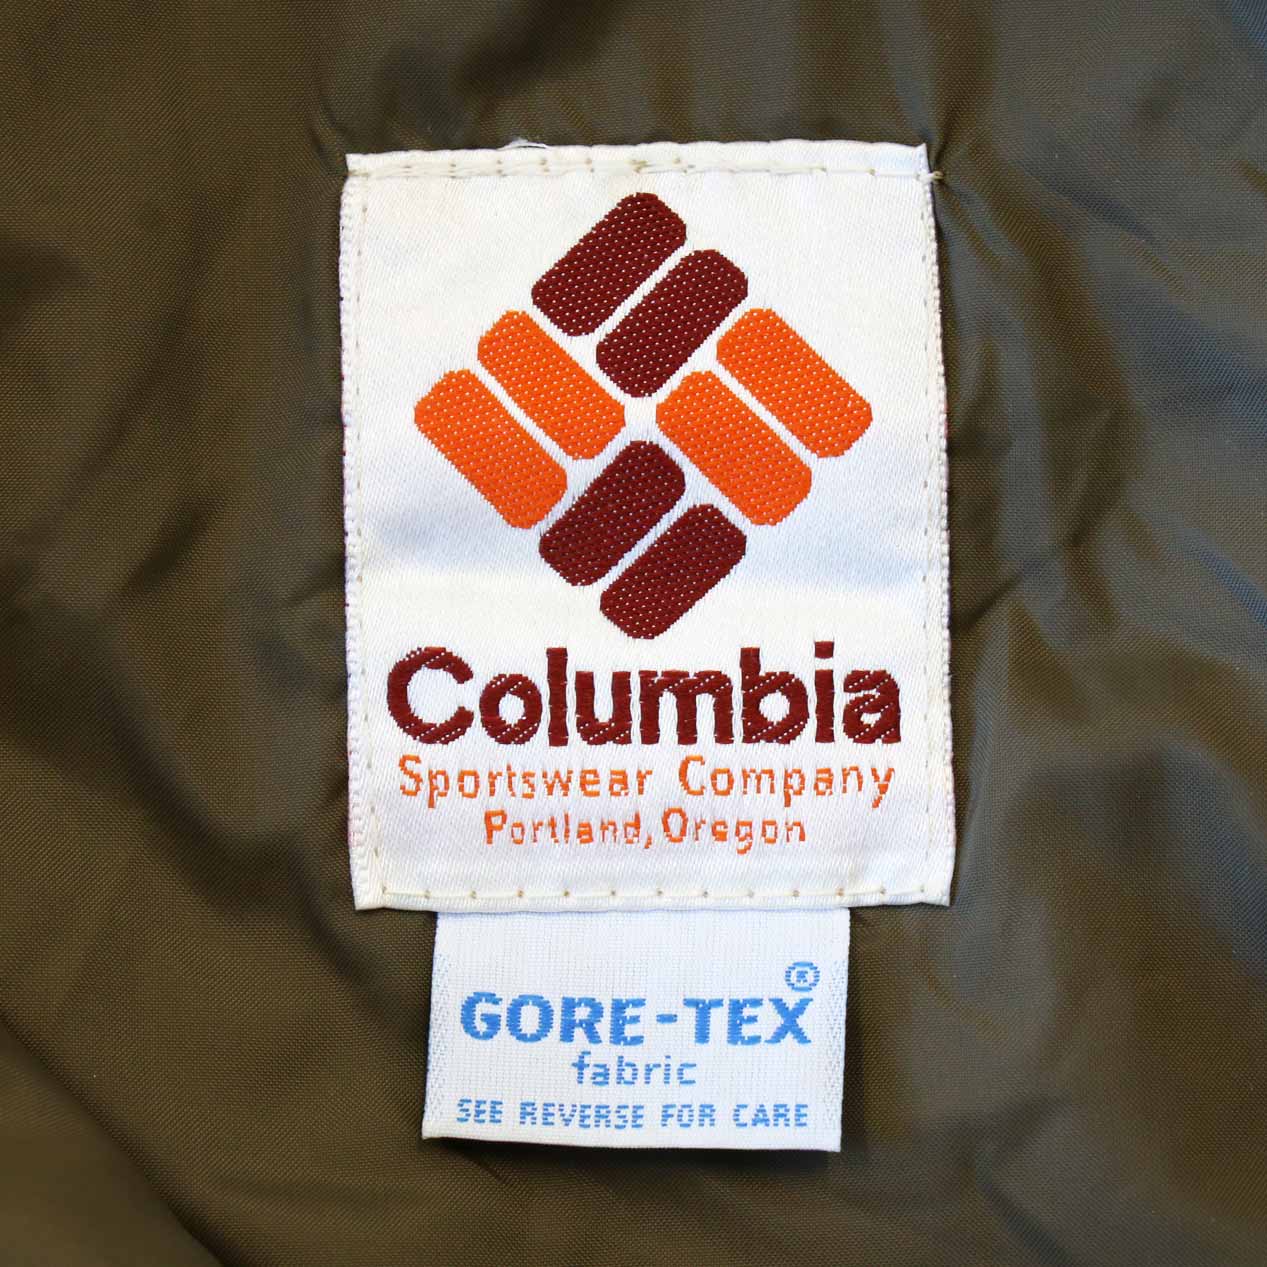 Columbia
Sportswear Company
Portland, Oregon
GORE-TEX®
fabric
SEE REVERSE FOR CARE